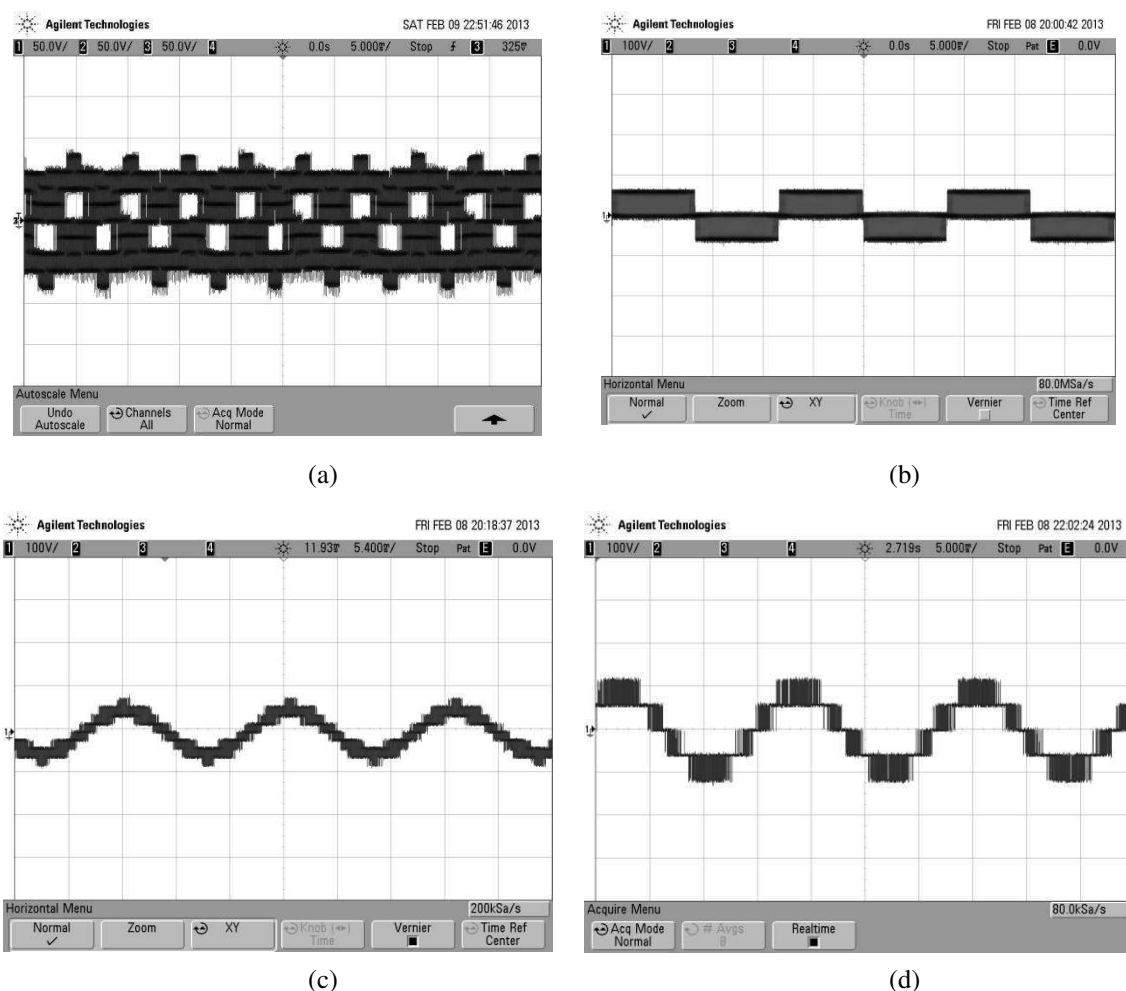 Agilent Technologies SAT FEB 09 22:51:46 2013
1 50.0V/ 2 50.0V/ 3 50.0V/ 4 0.0s 5.000m/ Stop 3 325m
Autoscale Menu
Undo Autoscale
Channels All
Acq Mode Normal
(a)
Agilent Technologies FRI FEB 08 20:00:42 2013
1 100V/ 2 3 4 0.0s 5.000m/ Stop Pat E 0.0V
Horizontal Menu 80.0MSa/s
Normal ✓
Zoom
XY
Knob (◄►) Time
Vernier
Time Ref Center
(b)
Agilent Technologies FRI FEB 08 20:18:37 2013
1 100V/ 2 3 4 11.93m 5.400m/ Stop Pat E 0.0V
Horizontal Menu 200kSa/s
Normal ✓
Zoom
XY
Knob (◄►) Time
Vernier
Time Ref Center
(c)
Agilent Technologies FRI FEB 08 22:02:24 2013
1 100V/ 2 3 4 2.719s 5.000m/ Stop Pat E 0.0V
Acquire Menu 80.0kSa/s
Acq Mode Normal
# Avgs 8
Realtime
(d)